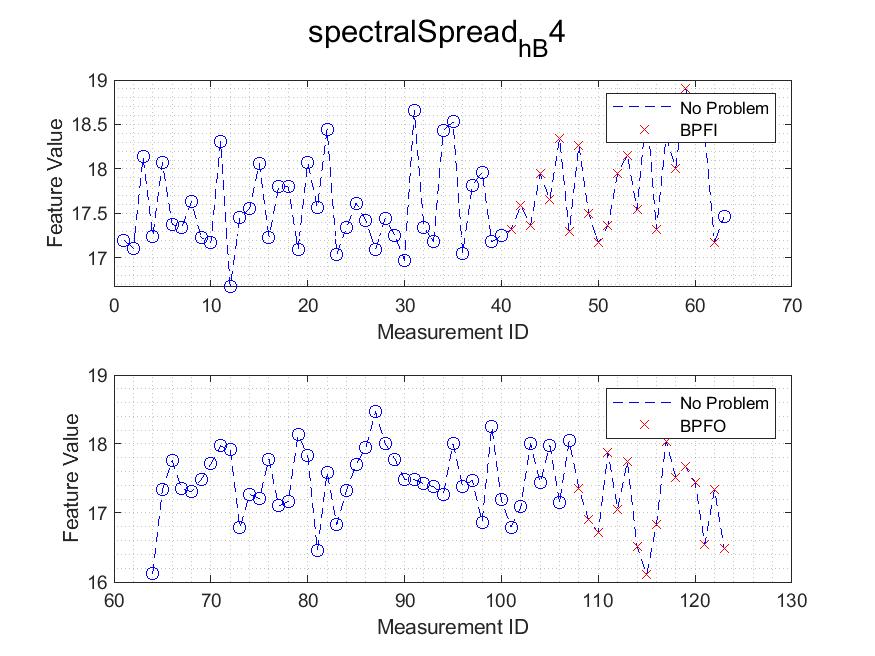 spectralSpread_hB4
19
18.5
18
17.5
17
Feature Value
No Problem
BPFI
0 10 20 30 40 50 60 70
Measurement ID
19
18
17
16
Feature Value
No Problem
BPFO
60 70 80 90 100 110 120 130
Measurement ID